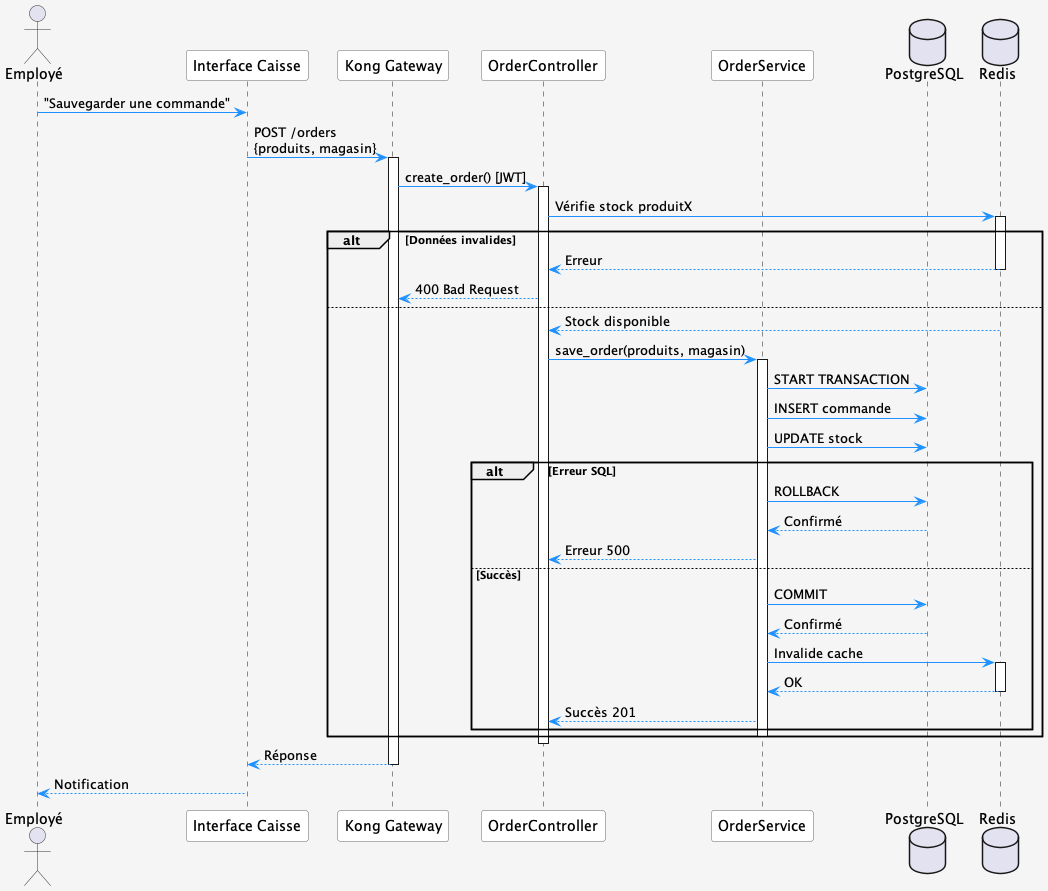 Employé
Interface Caisse
Kong Gateway
OrderController
OrderService
PostgreSQL
Redis
"Sauvegarder une commande"
POST /orders
{produits, magasin}
create_order() [JWT]
Vérifie stock produitX
alt
[Données invalides]
Erreur
400 Bad Request
Stock disponible
save_order(produits, magasin)
START TRANSACTION
INSERT commande
UPDATE stock
alt
[Erreur SQL]
ROLLBACK
Confirmé
Erreur 500
[Succès]
COMMIT
Confirmé
Invalide cache
OK
Succès 201
Réponse
Notification
Employé
Interface Caisse
Kong Gateway
OrderController
OrderService
PostgreSQL
Redis